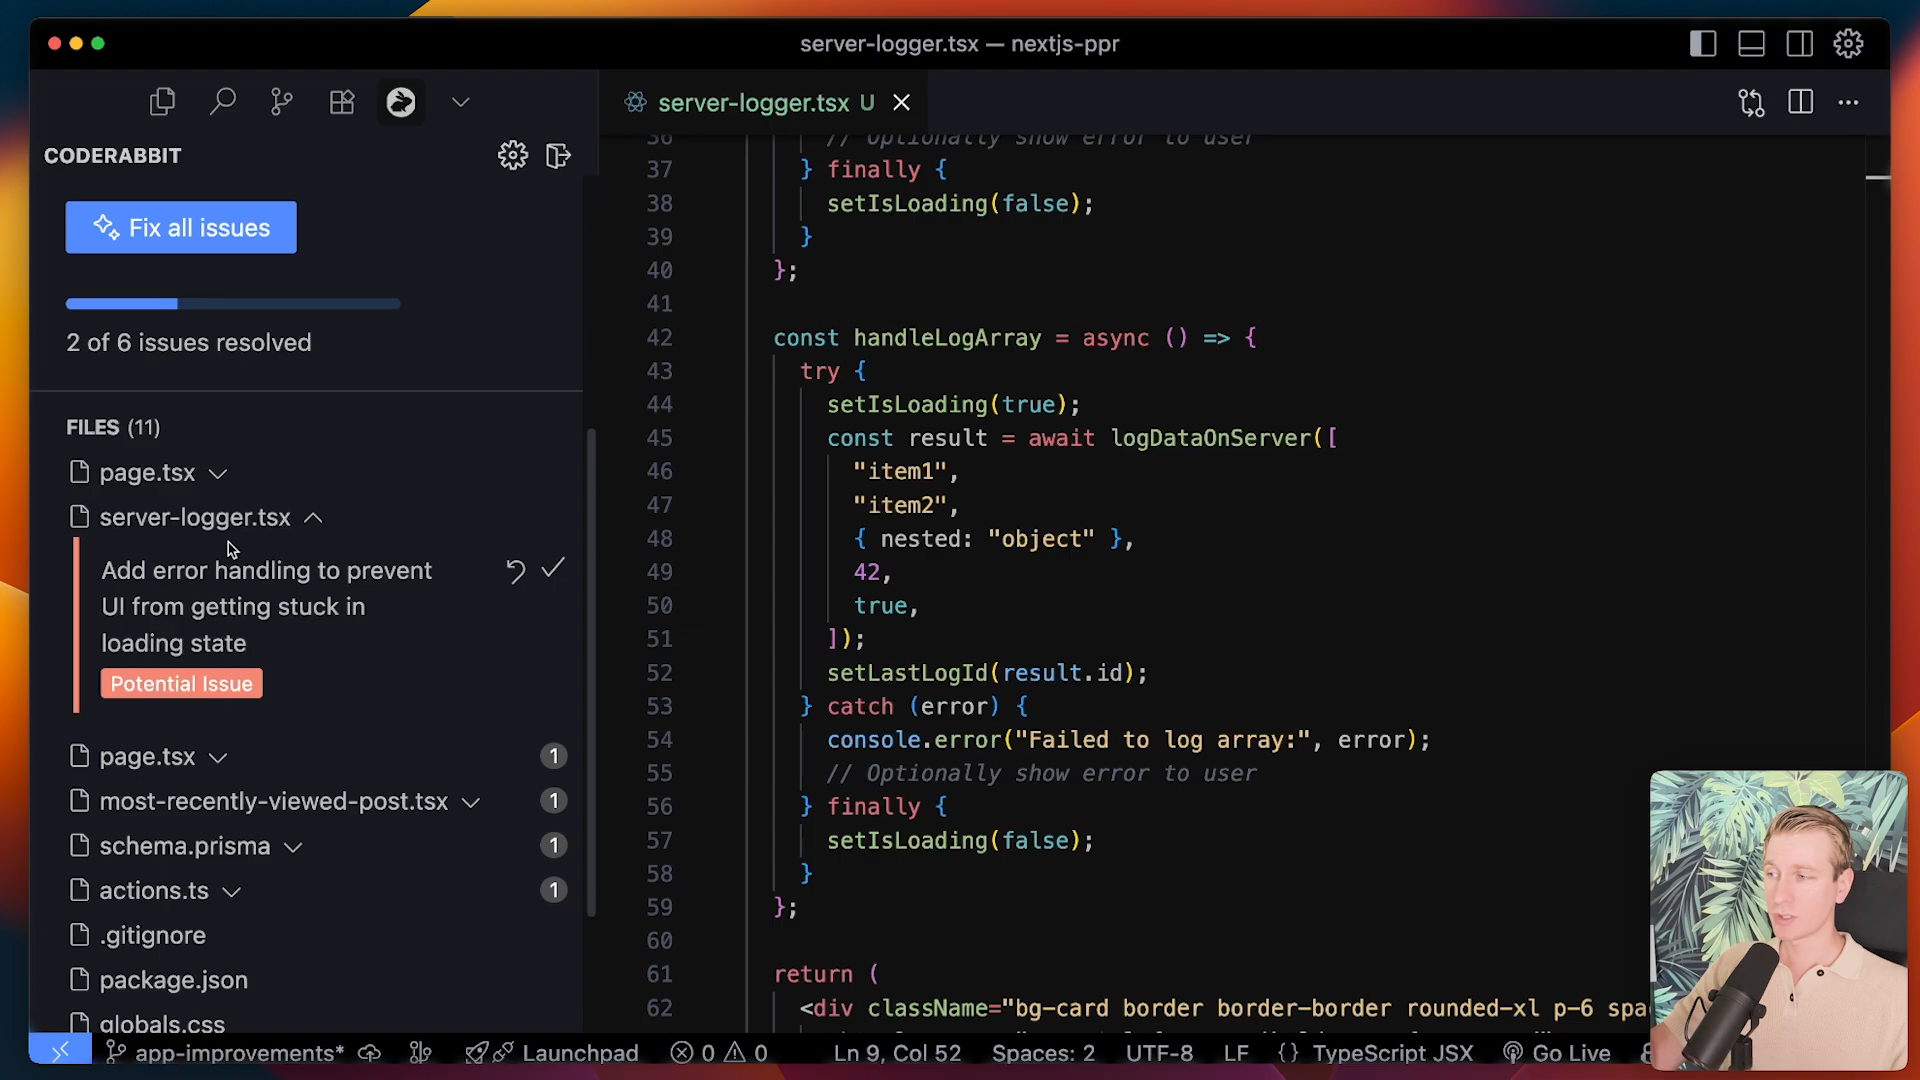 server-logger.tsx — nextjs-ppr
CODERABBIT
Fix all issues
2 of 6 issues resolved
FILES (11)
page.tsx
server-logger.tsx
Add error handling to prevent
UI from getting stuck in
loading state
Potential Issue
page.tsx 1
most-recently-viewed-post.tsx 1
schema.prisma 1
actions.ts 1
.gitignore
package.json
globals.css
server-logger.tsx U
36 // Optionally show error to user
37 } finally {
38 setIsLoading(false);
39 }
40 };
41
42 const handleLogArray = async () => {
43 try {
44 setIsLoading(true);
45 const result = await logDataOnServer([
46 "item1",
47 "item2",
48 { nested: "object" },
49 42,
50 true,
51 ]);
52 setLastLogId(result.id);
53 } catch (error) {
54 console.error("Failed to log array:", error);
55 // Optionally show error to user
56 } finally {
57 setIsLoading(false);
58 }
59 };
60
61 return (
62 <div className="bg-card border border-border rounded-xl p-6 spa
app-improvements* Launchpad 0 0 Ln 9, Col 52 Spaces: 2 UTF-8 LF {} TypeScript JSX Go Live